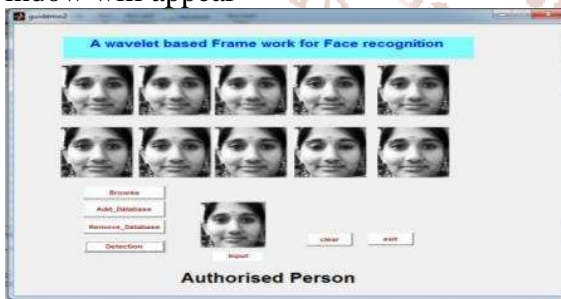 indow will appear
guidemo2
A wavelet based Frame work for Face recognition
Browse
Add_Database
Remove_Database
Detection
Input
clear
exit
Authorised Person